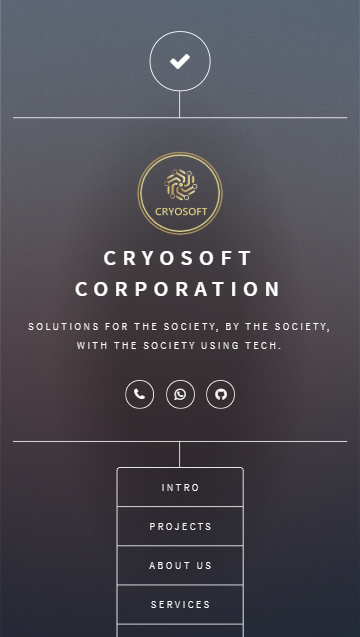 CRYOSOFT
CRYOSOFT
CORPORATION
SOLUTIONS FOR THE SOCIETY, BY THE SOCIETY,
WITH THE SOCIETY USING TECH.
INTRO
PROJECTS
ABOUT US
SERVICES